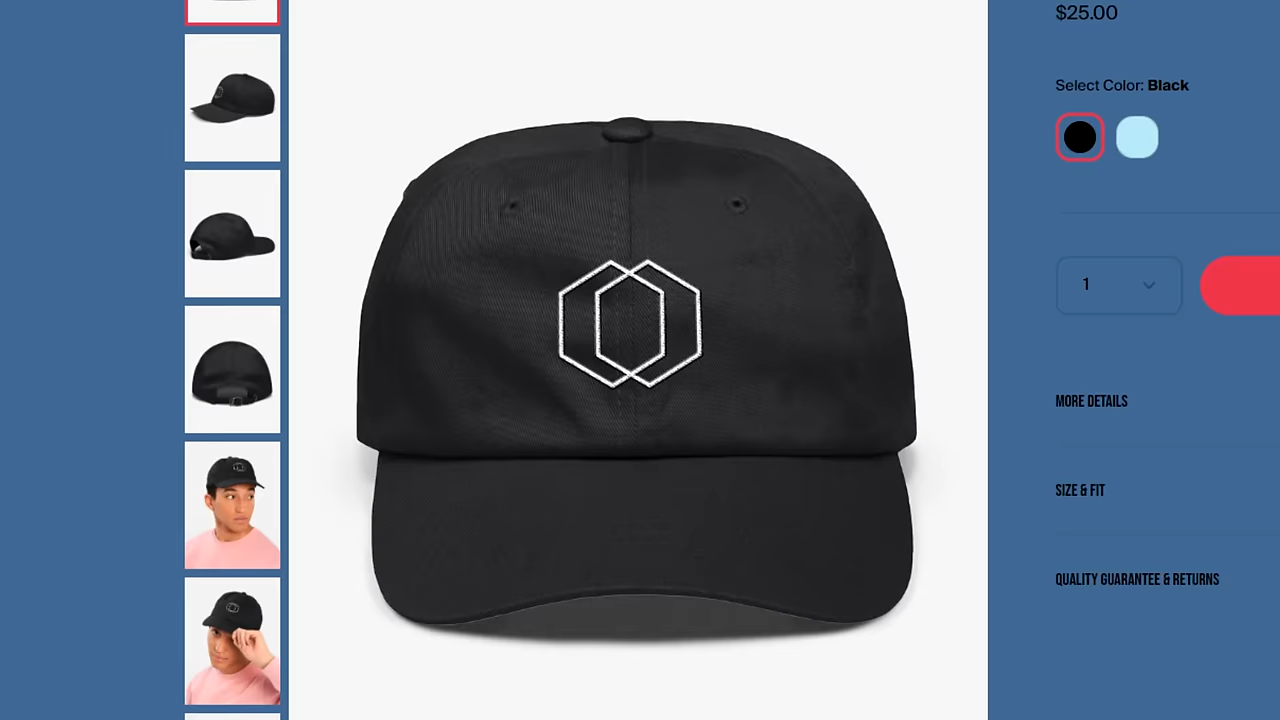 $25.00
Select Color: Black
1
MORE DETAILS
SIZE & FIT
QUALITY GUARANTEE & RETURNS